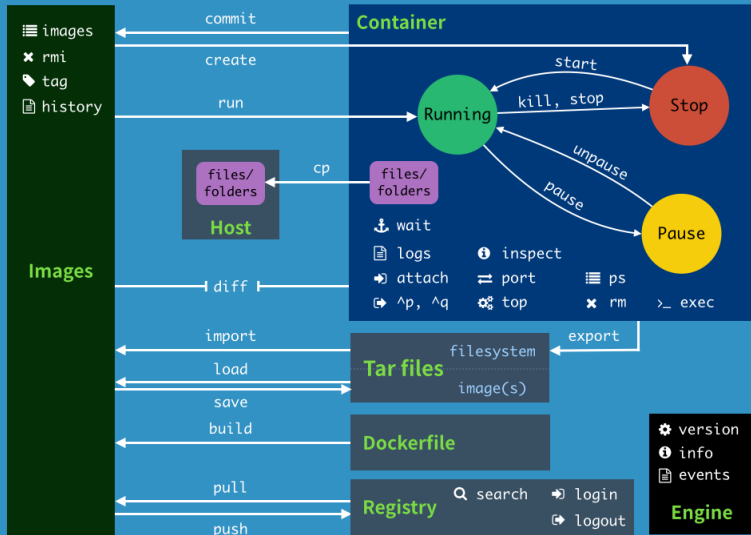 images
rmi
tag
history
Images
commit
create
run
Container
start
Running
kill, stop
Stop
unpause
pause
Pause
files/
folders
cp
files/
folders
Host
wait
logs
inspect
attach
port
ps
^p, ^q
top
rm
>_ exec
diff
import
filesystem
export
load
Tar files
image(s)
save
build
Dockerfile
pull
Registry
search
login
logout
push
version
info
events
Engine